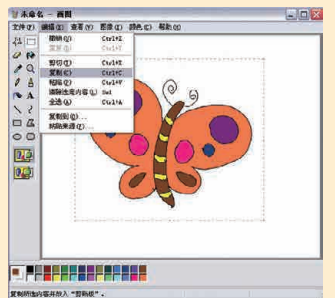 未命名 - 画图
文件(F) 编辑(E) 查看(V) 图像(I) 颜色(C) 帮助(H)
撤销(U) Ctrl+Z
重复(R)
剪切(T) Ctrl+X
复制(C) Ctrl+C
粘贴(P) Ctrl+V
清除选定内容(L) Del
全选(A) Ctrl+A
复制到(O)...
粘贴来源(F)...
A
复制所选内容并放入“剪贴板”。